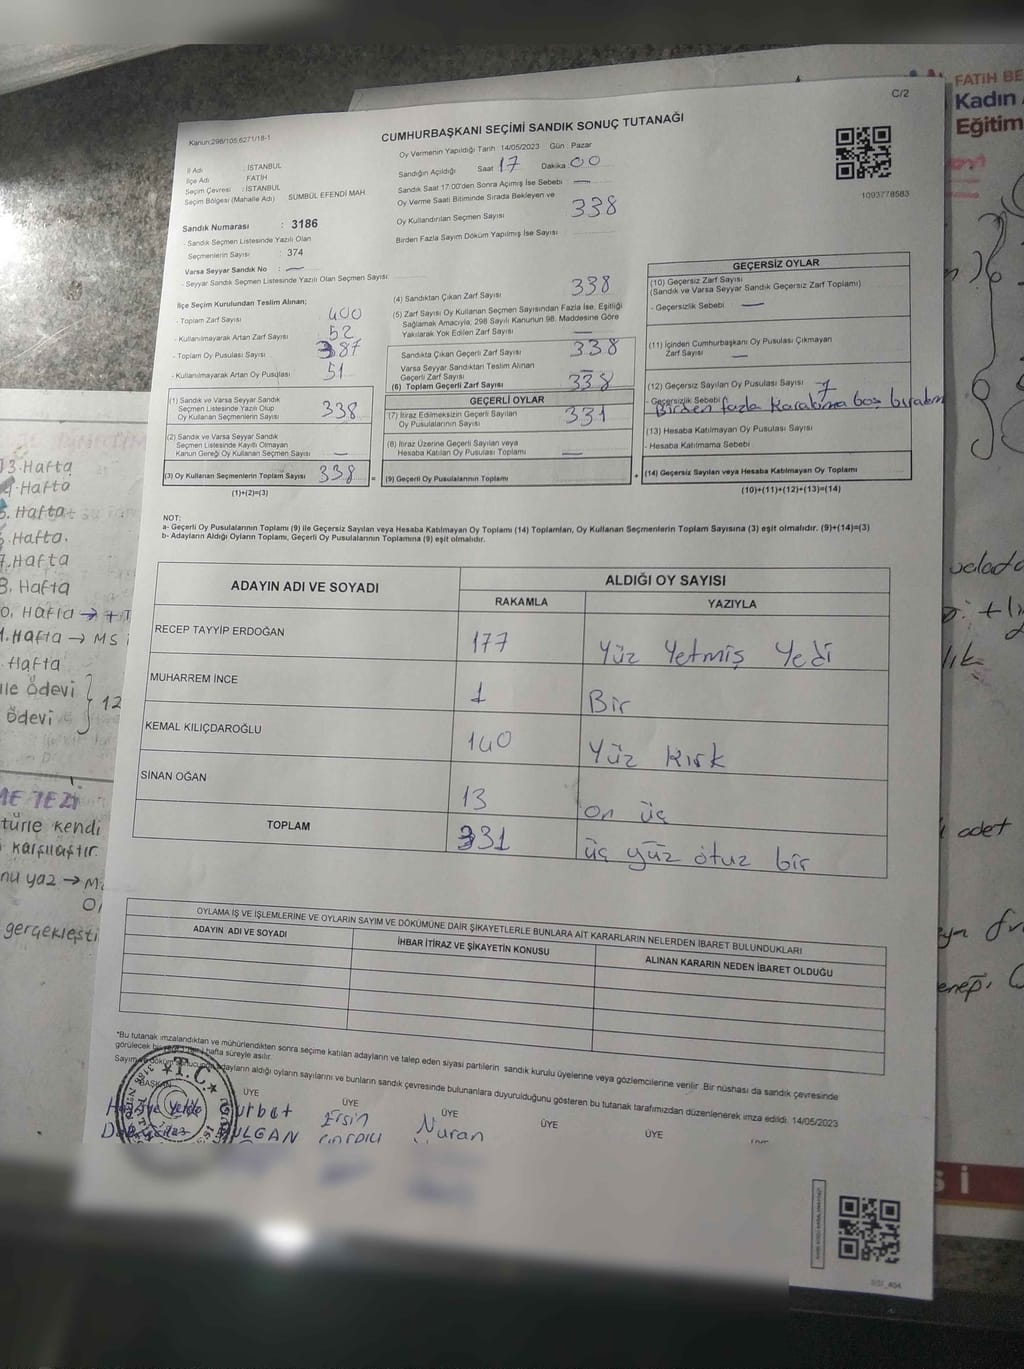 FATİH BE
Kadın
Eğitim
C/2
Kanun:298/105,6271/18-1
CUMHURBAŞKANI SEÇİMİ SANDIK SONUÇ TUTANAĞI
1093778583
İl Adı : İSTANBUL
İlçe Adı : FATİH
Seçim Çevresi : İSTANBUL
Seçim Bölgesi (Mahalle Adı) SÜMBÜL EFENDİ MAH.
Sandık Numarası : 3186
- Sandık Seçmen Listesinde Yazılı Olan
Seçmenlerin Sayısı : 374
Varsa Seyyar Sandık No : —
- Seyyar Sandık Seçmen Listesinde Yazılı Olan Seçmen Sayısı:
Oy Vermenin Yapıldığı Tarih : 14/05/2023 Gün : Pazar
Sandığın Açıldığı Saat 17 Dakika 00
Sandık Saat 17.00'den Sonra Açımış İse Sebebi —
Oy Verme Saati Bitiminde Sırada Bekleyen ve
Oy Kullandırılan Seçmen Sayısı 338
Birden Fazla Sayım Döküm Yapılmış İse Sayısı
İlçe Seçim Kurulundan Teslim Alınan;
- Toplam Zarf Sayısı 400
- Kullanılmayarak Artan Zarf Sayısı 52
- Toplam Oy Pusulası Sayısı 387
- Kullanılmayarak Artan Oy Pusulası 51
(1) Sandık ve Varsa Seyyar Sandık
Seçmen Listesinde Yazılı Olup
Oy Kullanan Seçmenlerin Sayısı 338
(2) Sandık ve Varsa Seyyar Sandık
Seçmen Listesinde Kayıtlı Olmayan
Kanun Gereği Oy Kullanan Seçmen Sayısı —
(3) Oy Kullanan Seçmenlerin Toplam Sayısı 338 =
(1)+(2)=(3)
(4) Sandıktan Çıkan Zarf Sayısı 338
(5) Zarf Sayısı Oy Kullanan Seçmen Sayısından Fazla İse, Eşitliği
Sağlamak Amacıyla, 298 Sayılı Kanunun 98. Maddesine Göre
Yakılarak Yok Edilen Zarf Sayısı —
Sandıkta Çıkan Geçerli Zarf Sayısı 338
Varsa Seyyar Sandıktan Teslim Alınan
Geçerli Zarf Sayısı —
(6) Toplam Geçerli Zarf Sayısı 338
GEÇERLİ OYLAR
(7) İtiraz Edilmeksizin Geçerli Sayılan
Oy Pusulalarının Sayısı 331
(8) İtiraz Üzerine Geçerli Sayılan veya
Hesaba Katılan Oy Pusulası Toplamı —
(9) Geçerli Oy Pusulalarının Toplamı +
GEÇERSİZ OYLAR
(10) Geçersiz Zarf Sayısı
(Sandık ve Varsa Seyyar Sandık Geçersiz Zarf Toplamı)
- Geçersizlik Sebebi —
(11) İçinden Cumhurbaşkanı Oy Pusulası Çıkmayan
Zarf Sayısı —
(12) Geçersiz Sayılan Oy Pusulası Sayısı 7
- Geçersizlik Sebebi Birden fazla Karalama boş bırakm
(13) Hesaba Katılmayan Oy Pusulası Sayısı
- Hesaba Katılmama Sebebi
(14) Geçersiz Sayılan veya Hesaba Katılmayan Oy Toplamı
(10)+(11)+(12)+(13)=(14)
NOT:
a- Geçerli Oy Pusulalarının Toplamı (9) ile Geçersiz Sayılan veya Hesaba Katılmayan Oy Toplamı (14) Toplamları, Oy Kullanan Seçmenlerin Toplam Sayısına (3) eşit olmalıdır. (9)+(14)=(3)
b- Adayların Aldığı Oyların Toplamı, Geçerli Oy Pusulalarının Toplamına (9) eşit olmalıdır.
ADAYIN ADI VE SOYADI
ALDIĞI OY SAYISI
RAKAMLA YAZIYLA
RECEP TAYYİP ERDOĞAN 177 Yüz Yetmiş Yedi
MUHARREM İNCE 1 Bir
KEMAL KILIÇDAROĞLU 140 Yüz Kırk
SİNAN OĞAN 13 On üç
TOPLAM 331 üç yüz otuz bir
OYLAMA İŞ VE İŞLEMLERİNE VE OYLARIN SAYIM VE DÖKÜMÜNE DAİR ŞİKAYETLERLE BUNLARA AİT KARARLARIN NELERDEN İBARET BULUNDUKLARI
ADAYIN ADI VE SOYADI İHBAR İTİRAZ VE ŞİKAYETİN KONUSU ALINAN KARARIN NEDEN İBARET OLDUĞU
*Bu tutanak imzalandıktan ve mühürlendikten sonra seçime katılan adayların ve talep eden siyasi partilerin sandık kurulu üyelerine veya gözlemcilerine verilir. Bir nüshası da sandık çevresinde
görülecek bir hafta süreyle asılır.
Sayım döküm adayların aldığı oyların sayılarını ve bunların sandık çevresinde bulunanlara duyurulduğunu gösteren bu tutanak tarafımızdan düzenlenerek imza edildi. 14/05/2023
BAŞKAN ÜYE ÜYE ÜYE ÜYE ÜYE
T.C.
3186
Ersin
Nuran
13.Hafta
Hafta
Hafta
Hafta.
7.Hafta
8. Hafta
Hafta → +
Hafta → MS
Hafta
ile Ödevi
Ödevi
12
TEZİ
türle kendi
karşılaştır.
nu yaz → M
gerçekleşti
adet
Sİ